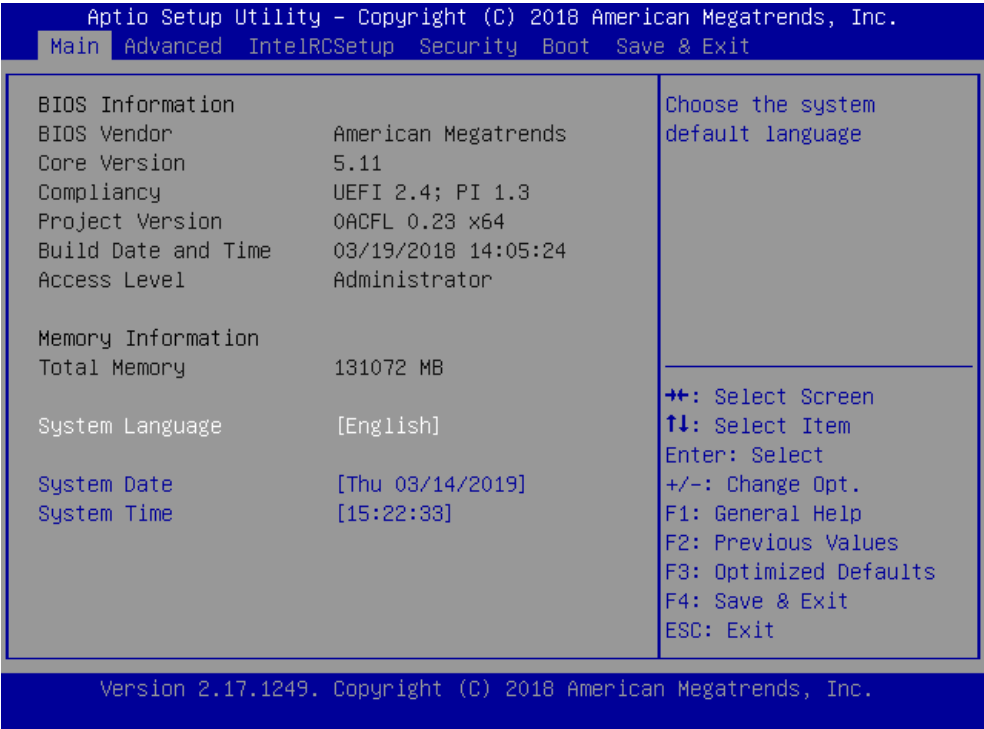 Aptio Setup Utility – Copyright (C) 2018 American Megatrends, Inc.
Main Advanced IntelRCSetup Security Boot Save & Exit
BIOS Information
BIOS Vendor American Megatrends
Core Version 5.11
Compliancy UEFI 2.4; PI 1.3
Project Version 0ACFL 0.23 x64
Build Date and Time 03/19/2018 14:05:24
Access Level Administrator
Memory Information
Total Memory 131072 MB
System Language [English]
System Date [Thu 03/14/2019]
System Time [15:22:33]
Choose the system
default language
→←: Select Screen
↑↓: Select Item
Enter: Select
+/-: Change Opt.
F1: General Help
F2: Previous Values
F3: Optimized Defaults
F4: Save & Exit
ESC: Exit
Version 2.17.1249. Copyright (C) 2018 American Megatrends, Inc.